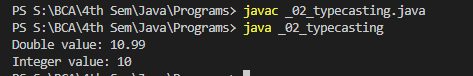 PS S:\BCA\4th Sem\Java\Programs> javac _02_typecasting.java
PS S:\BCA\4th Sem\Java\Programs> java _02_typecasting
Double value: 10.99
Integer value: 10
PS S:\BCA\4th Sem\Java\Programs>